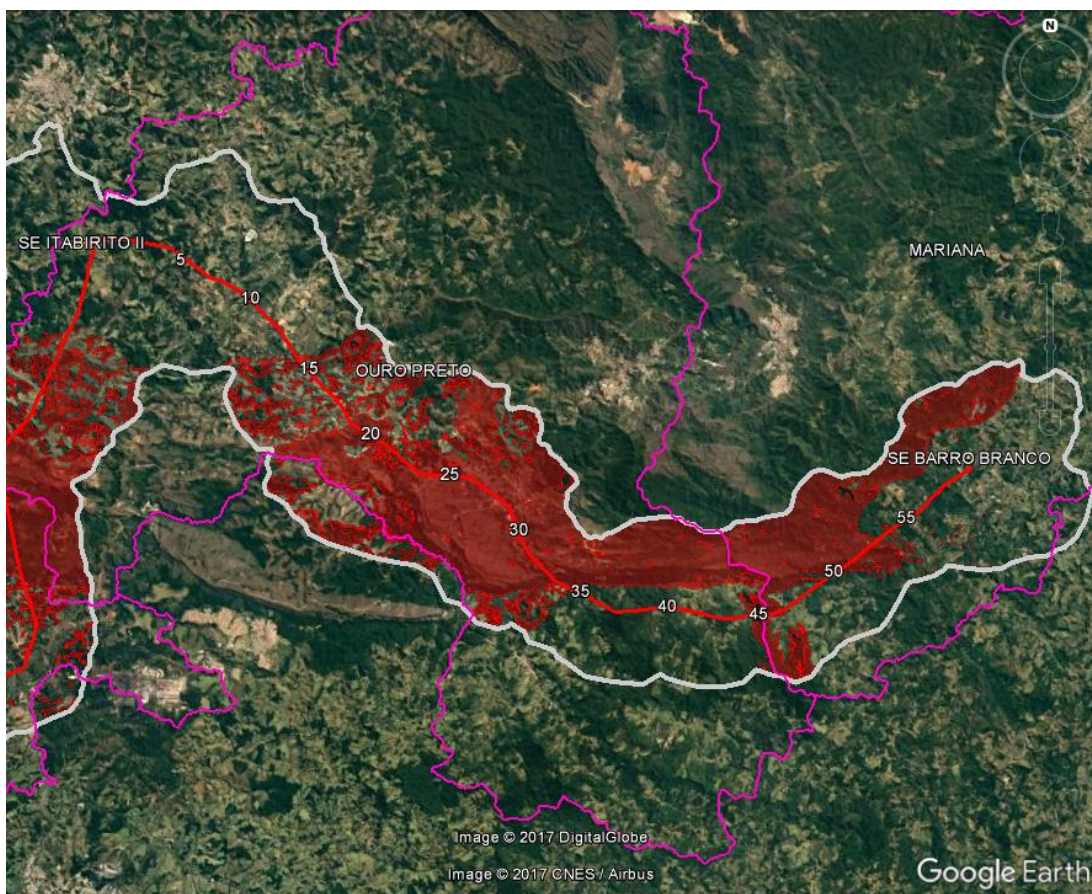 N
MARIANA
SE ITABIRITO II
5
10
15
OURO PRETO
20
25
SE BARRO BRANCO
30
55
50
35
40
45
Image © 2017 DigitalGlobe
Image © 2017 CNES / Airbus
Google Earth